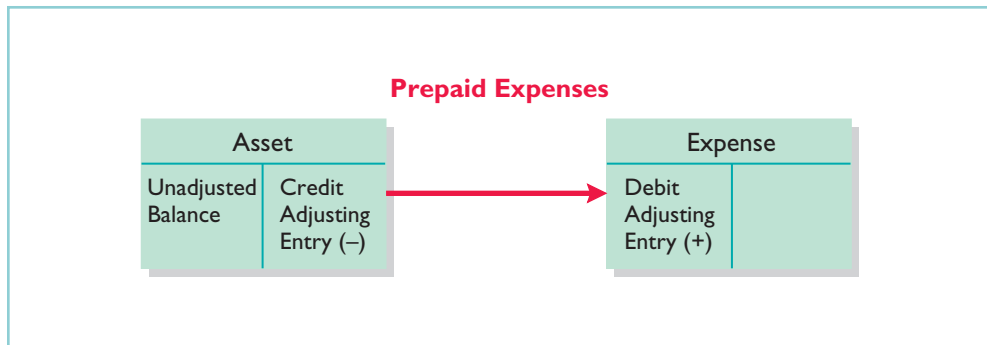 Prepaid Expenses
Asset
Unadjusted
Balance
Credit
Adjusting
Entry (–)
Expense
Debit
Adjusting
Entry (+)